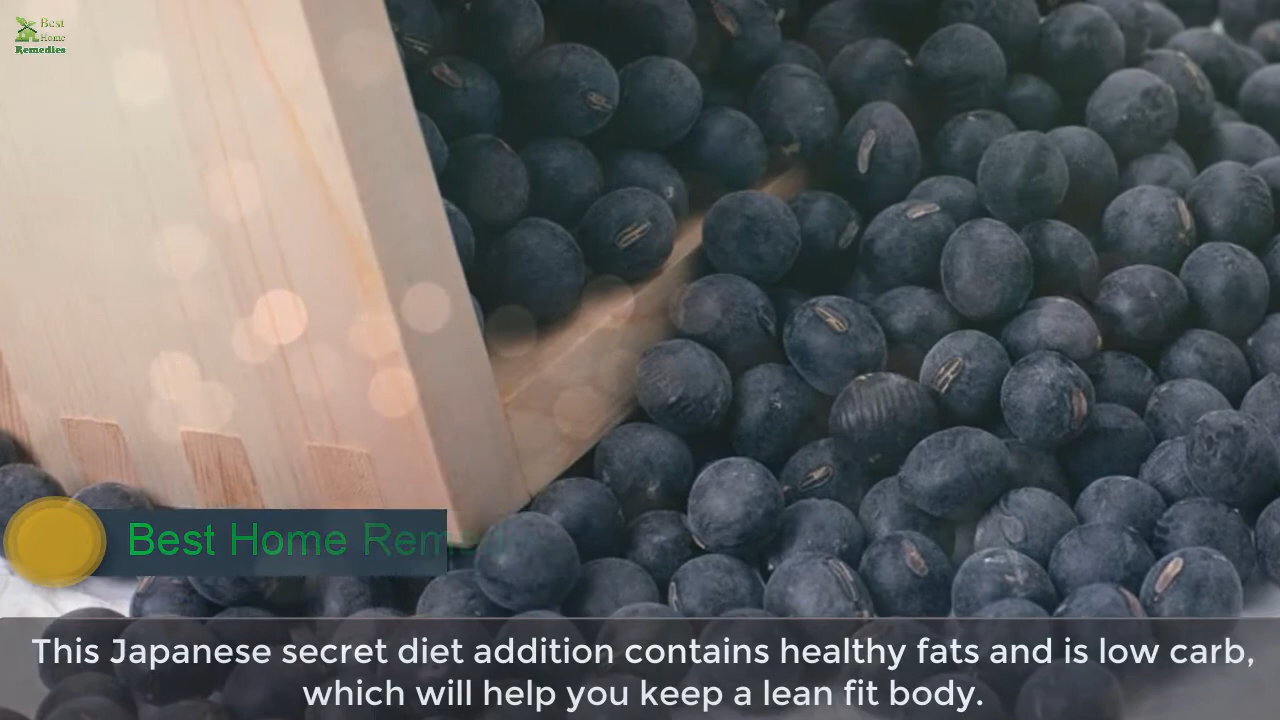 Best
Home
Remedies
Best Home Rem
This Japanese secret diet addition contains healthy fats and is low carb,
which will help you keep a lean fit body.